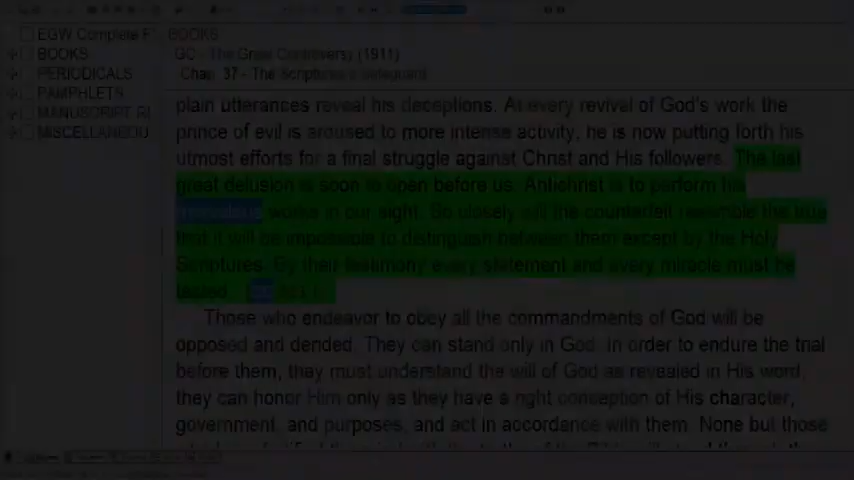 EGW Complete P
BOOKS
PERIODICALS
PAMPHLETS
MANUSCRIPT RE
MISCELLANEOU
BOOKS
GC - The Great Controversy (1911)
Chap. 37 - The Scriptures a Safeguard
plain utterances reveal his deceptions. At every revival of God's work the
prince of evil is aroused to more intense activity; he is now putting forth his
utmost efforts for a final struggle against Christ and His followers. The last
great delusion is soon to open before us. Antichrist is to perform his
marvelous works in our sight. So closely will the counterfeit resemble the true
that it will be impossible to distinguish between them except by the Holy
Scriptures. By their testimony every statement and every miracle must be
tested.
Those who endeavor to obey all the commandments of God will be
opposed and derided. They can stand only in God. In order to endure the trial
before them, they must understand the will of God as revealed in His word;
they can honor Him only as they have a right conception of His character,
government, and purposes, and act in accordance with them. None but those